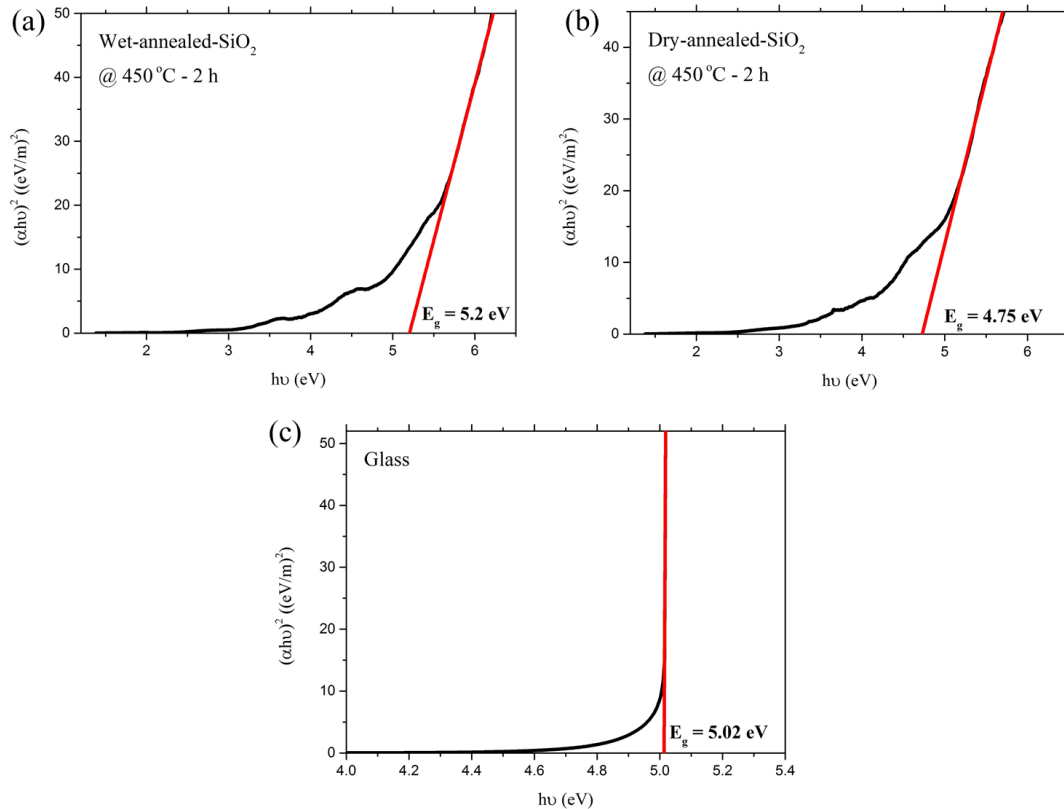 (a)
Wet-annealed-SiO₂
@ 450 °C - 2 h
50
40
30
20
10
0
(αhυ)² ((eV/m)²)
E_g = 5.2 eV
2 3 4 5 6
hυ (eV)
(b)
Dry-annealed-SiO₂
@ 450 °C - 2 h
40
30
20
10
0
(αhυ)² ((eV/m)²)
E_g = 4.75 eV
2 3 4 5 6
hυ (eV)
(c)
Glass
50
40
30
20
10
0
(αhυ)² ((eV/m)²)
E_g = 5.02 eV
4.0 4.2 4.4 4.6 4.8 5.0 5.2 5.4
hυ (eV)